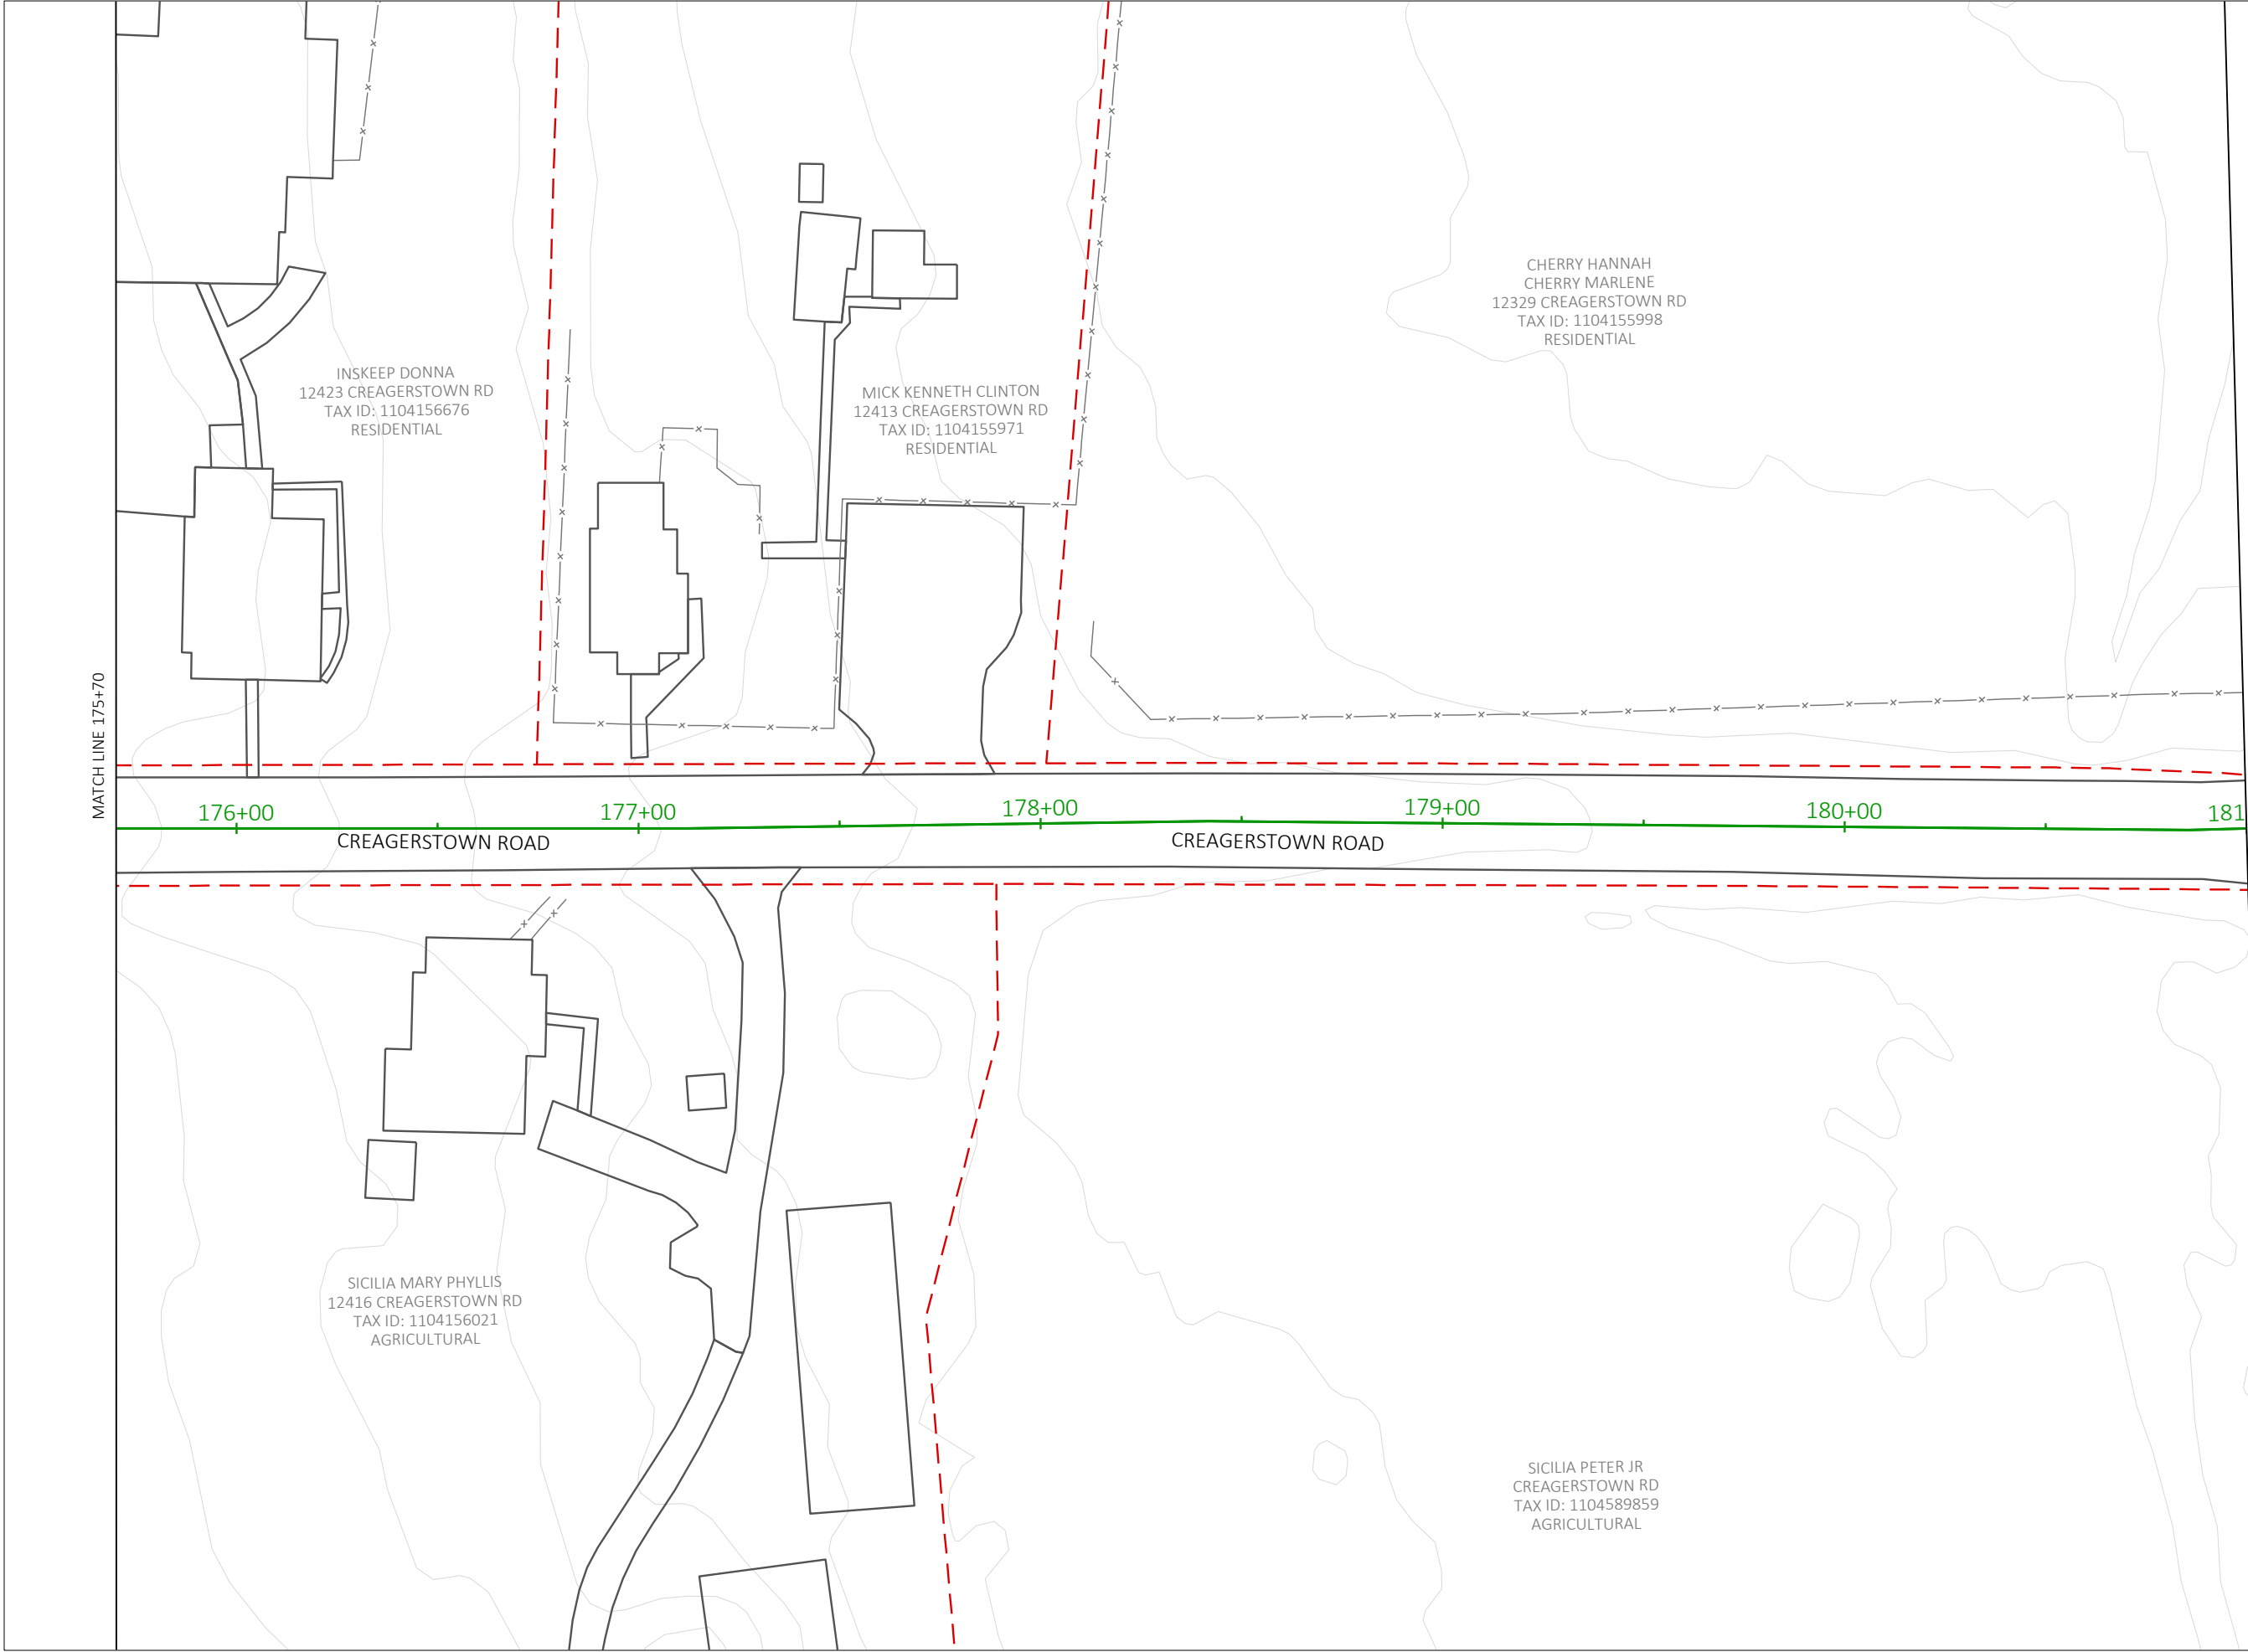 CHERRY HANNAH
CHERRY MARLENE
12329 CREAGERSTOWN RD
TAX ID: 1104155998
RESIDENTIAL
INSKEEP DONNA
12423 CREAGERSTOWN RD
TAX ID: 1104156676
RESIDENTIAL
MICK KENNETH CLINTON
12413 CREAGERSTOWN RD
TAX ID: 1104155971
RESIDENTIAL
MATCH LINE 175+70
176+00
177+00
178+00
179+00
180+00
181
CREAGERSTOWN ROAD
CREAGERSTOWN ROAD
SICILIA MARY PHYLLIS
12416 CREAGERSTOWN RD
TAX ID: 1104156021
AGRICULTURAL
SICILIA PETER JR
CREAGERSTOWN RD
TAX ID: 1104589859
AGRICULTURAL